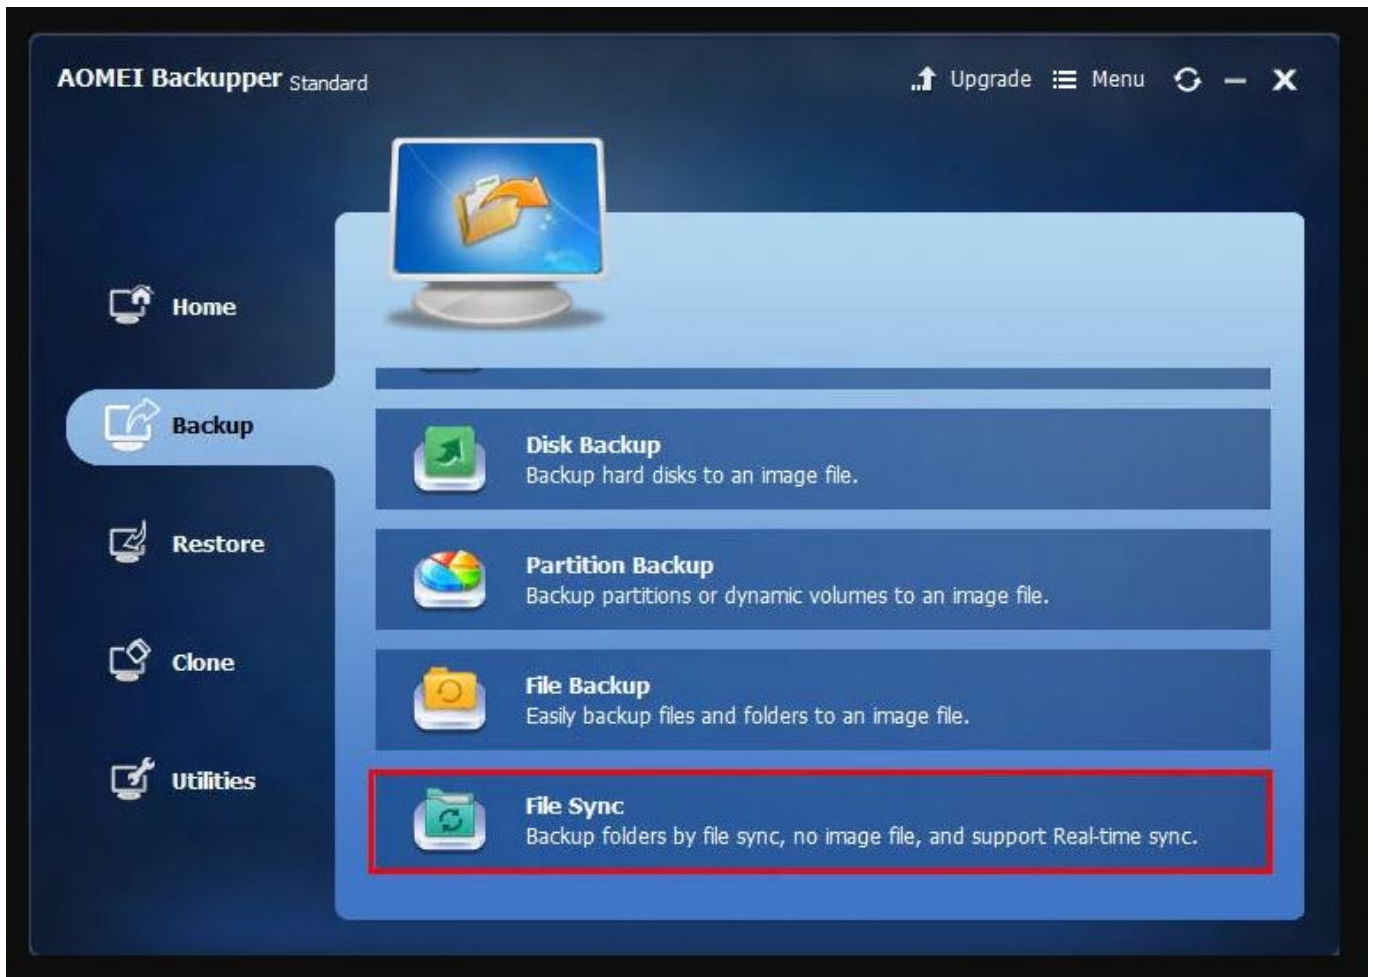 AOMEI Backupper Standard
Upgrade Menu
Home
Backup
Restore
Clone
Utilities
Disk Backup
Backup hard disks to an image file.
Partition Backup
Backup partitions or dynamic volumes to an image file.
File Backup
Easily backup files and folders to an image file.
File Sync
Backup folders by file sync, no image file, and support Real-time sync.